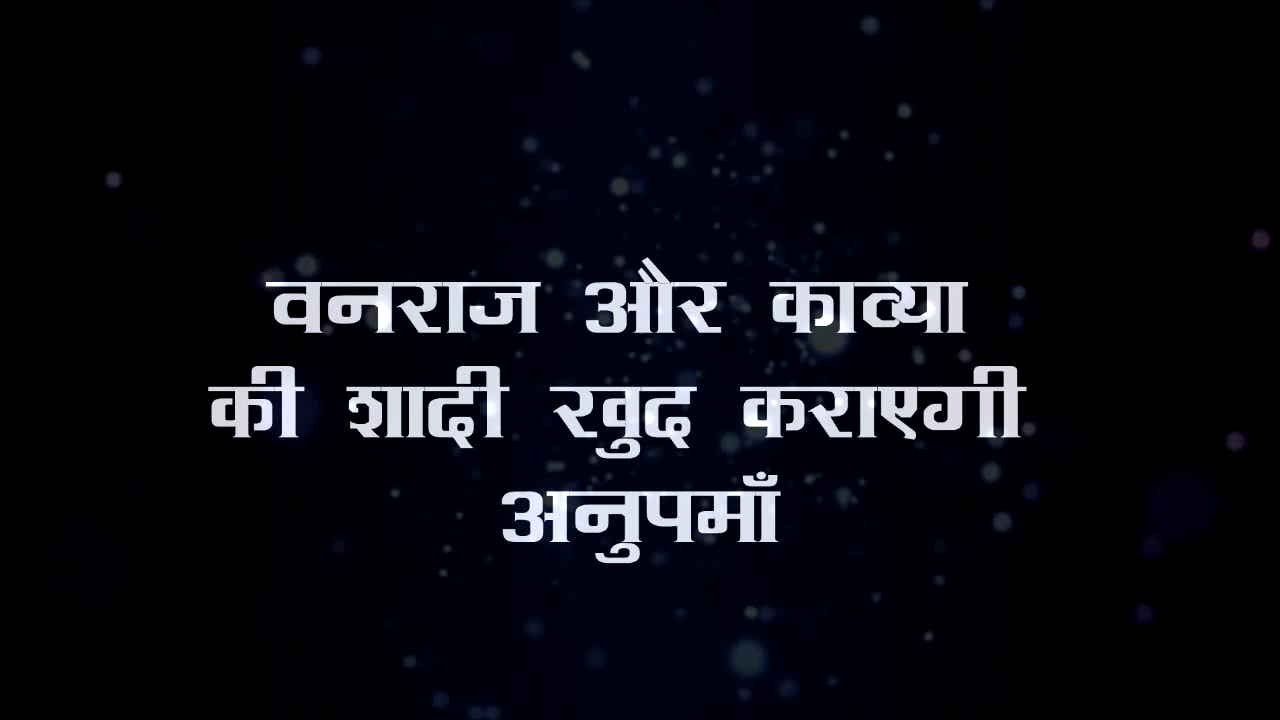 वनराज और काव्या
की शादी खुद कराएगी
अनुपमाँ